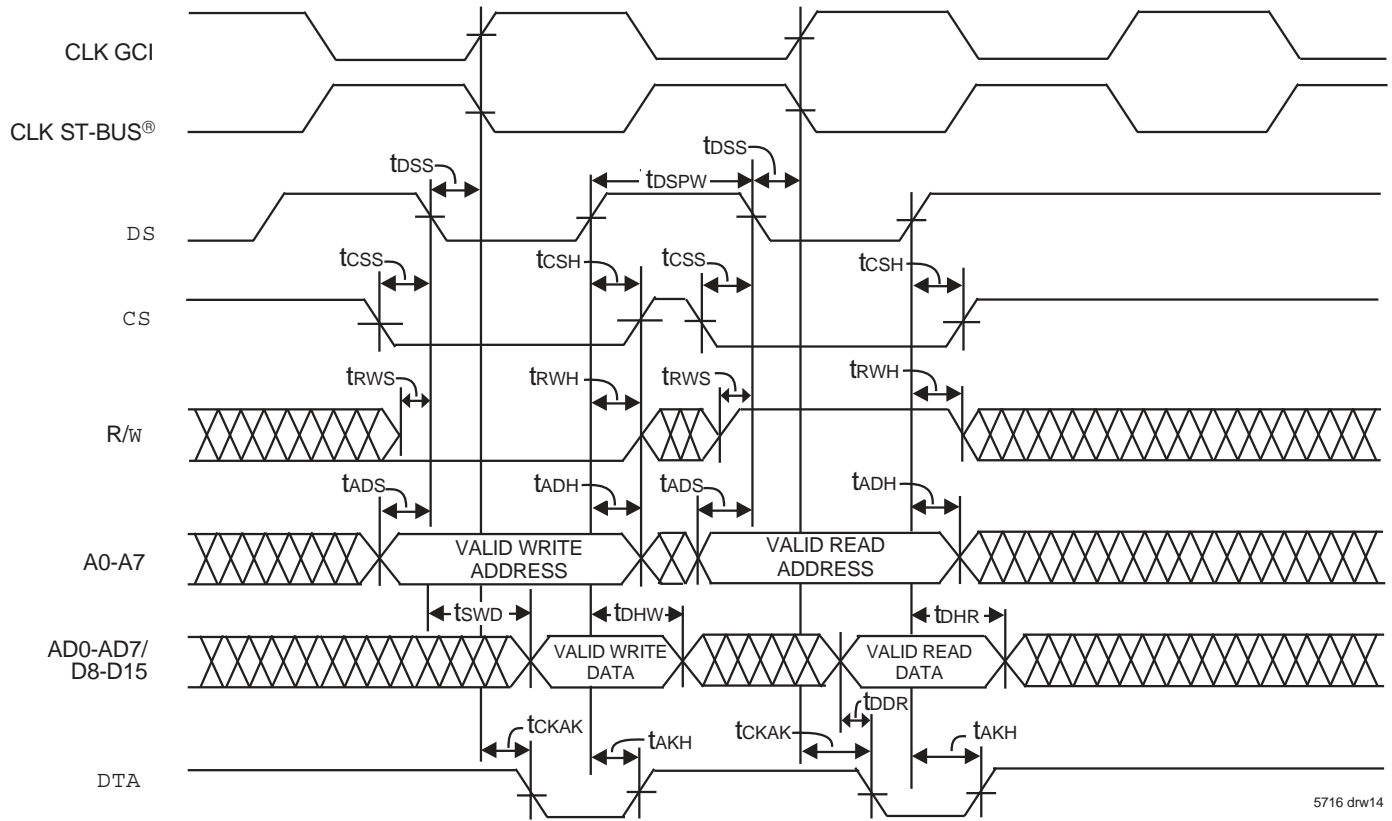 CLK GCI
CLK ST-BUS®
tDSS
tDSPW
tDSS
DS
tCSS
tCSH
tCSS
tCSH
CS
tRWS
tRWH
tRWS
tRWH
R/W
tADS
tADH
tADS
tADH
A0-A7
VALID WRITE
ADDRESS
VALID READ
ADDRESS
tSWD
tDHW
tDHR
AD0-AD7/
D8-D15
VALID WRITE
DATA
VALID READ
DATA
tDDR
tCKAK
tAKH
tCKAK
tAKH
DTA
5716 drw14